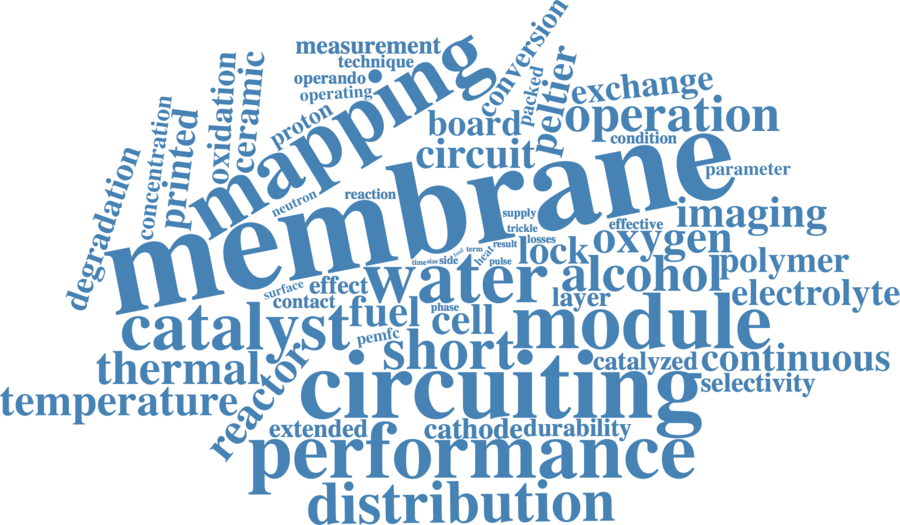 conversion
measurement
technique
operando
operating
mapping
packed
peltier
exchange
operation
condition
oxidation
ceramic
concentration
printed
proton
board
circuit
degradation
neutron
reaction
membrane
parameter
supply
trickle
effective
imaging
result
losses
lock
oxygen
time
size
side
tool
term
heat
pulse
polymer
surface
effect
water
alcohol
contact
layer
electrolyte
catalyst
fuel
phase
cell
module
pemfc
short
thermal
reactor
catalyzed
continuous
circuiting
selectivity
temperature
extended
cathode
durability
performance
distribution